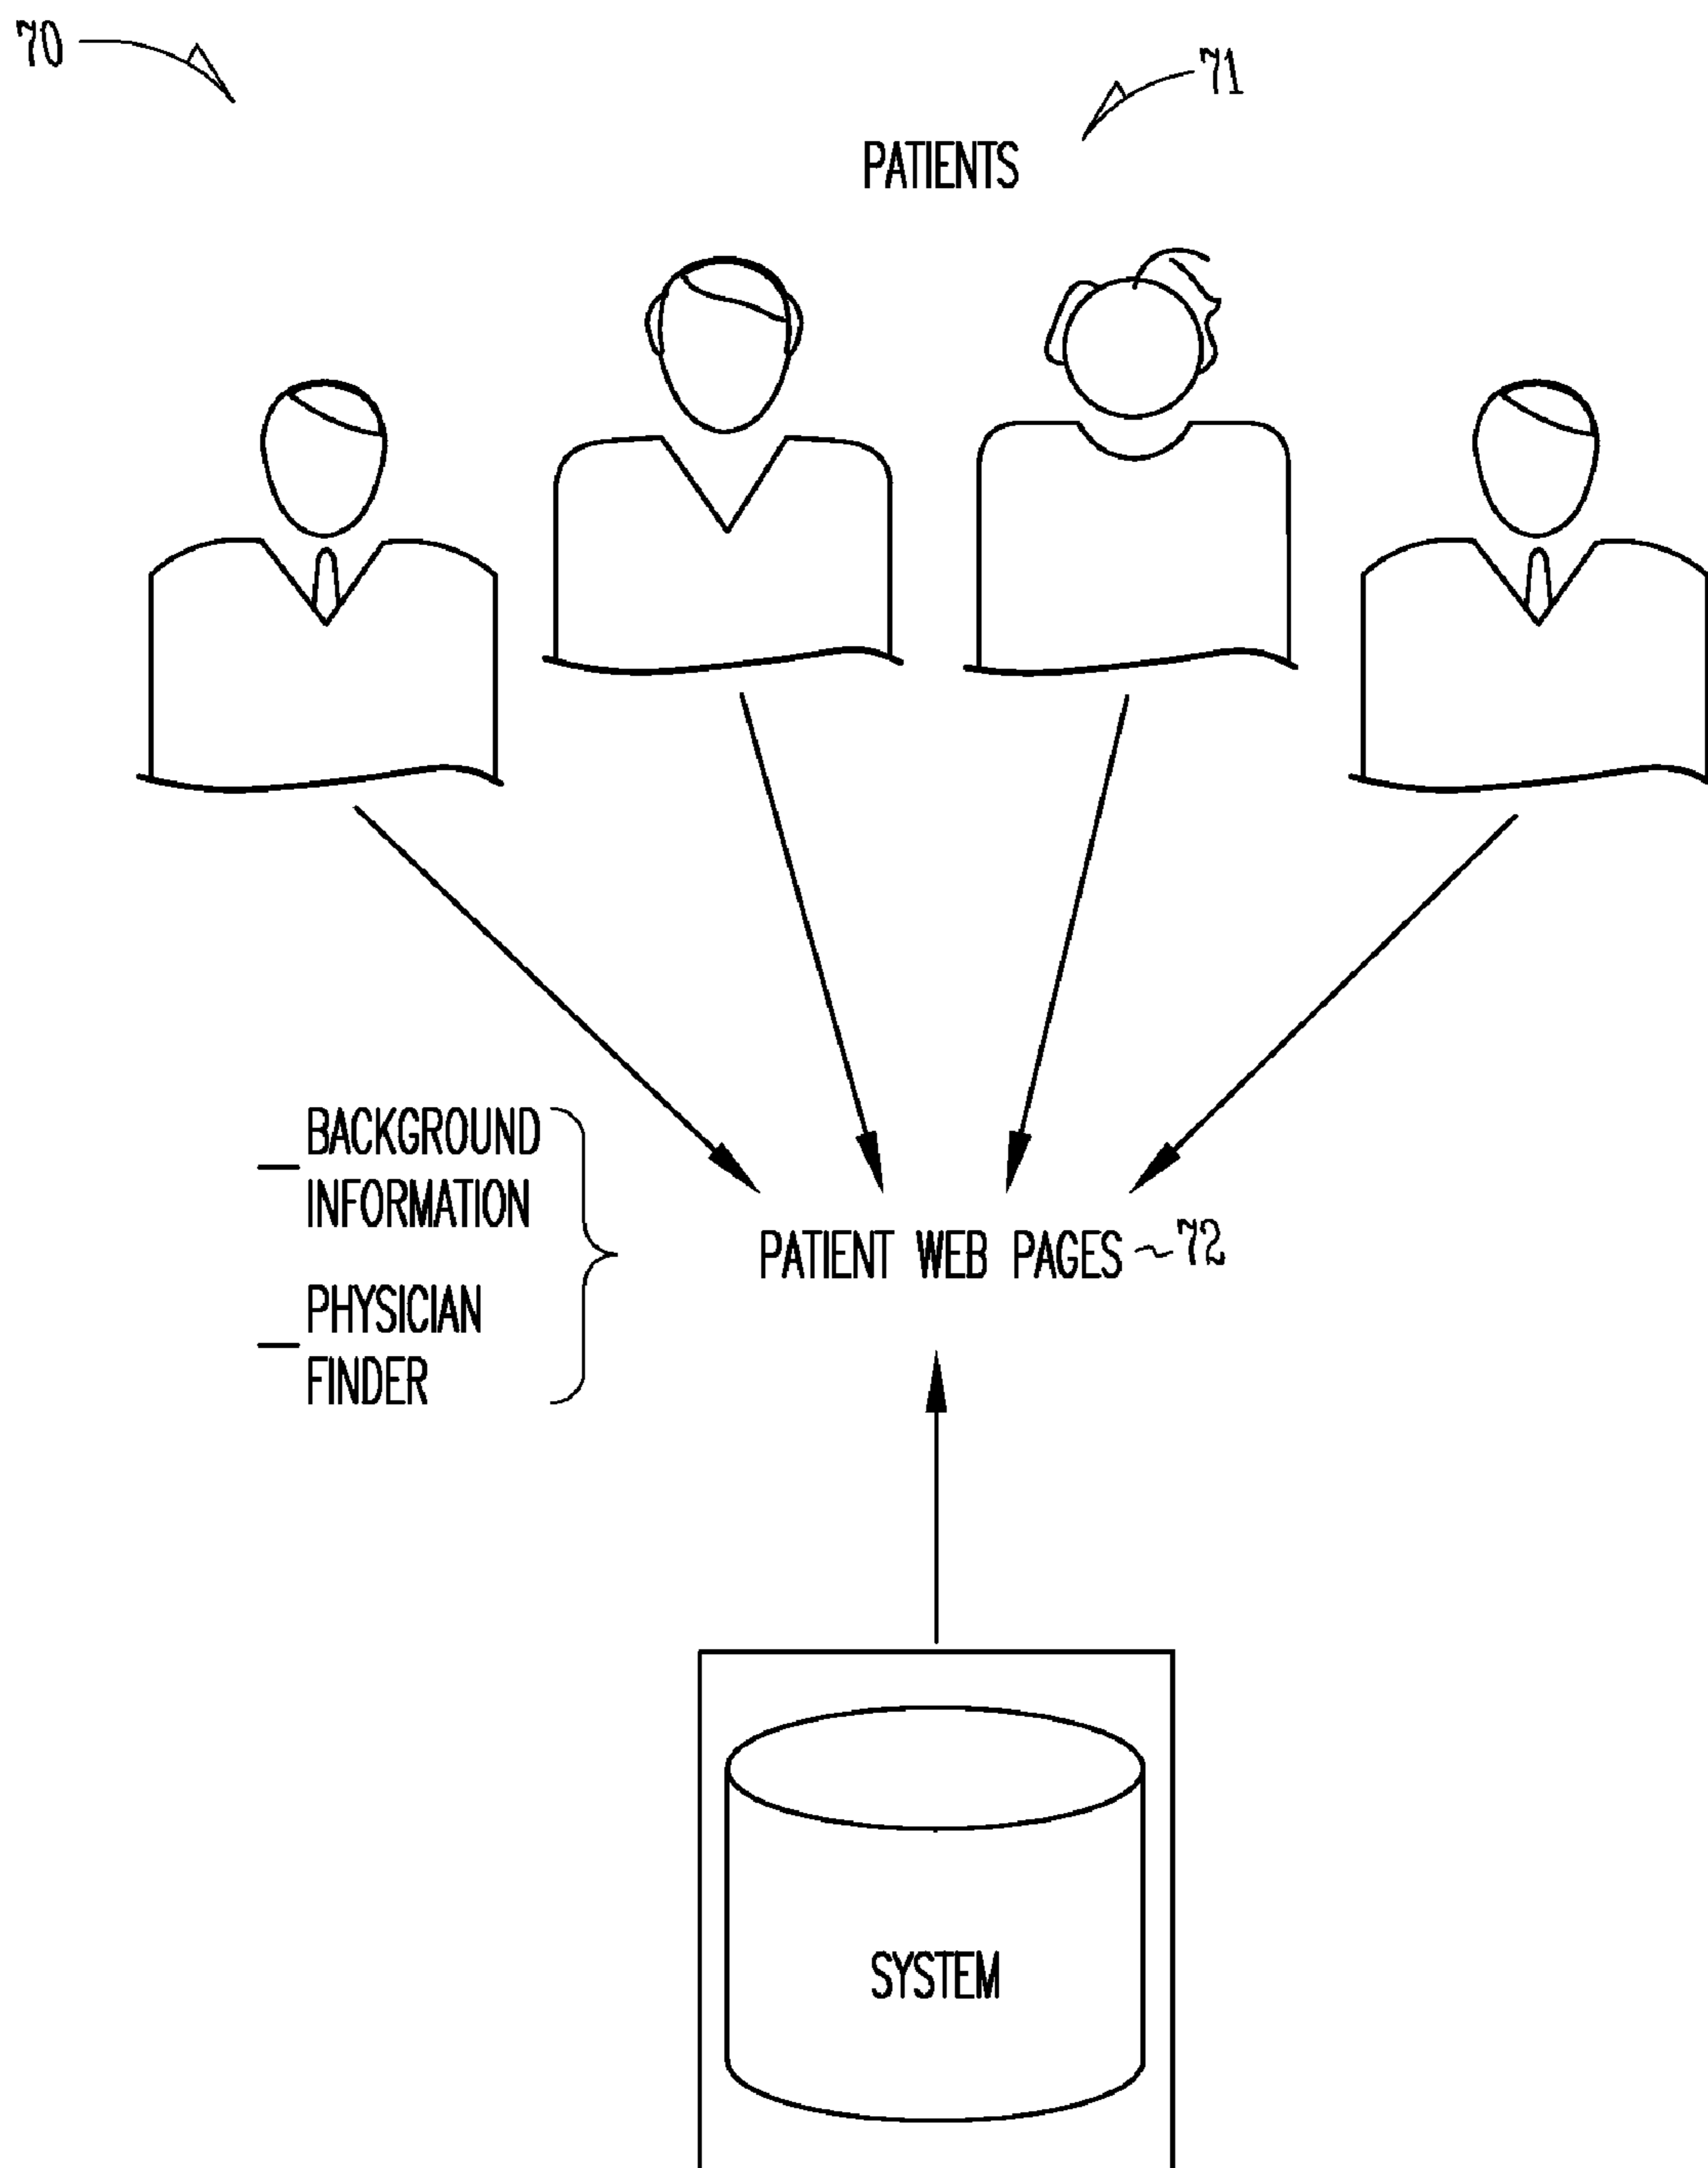 70
71
PATIENTS
BACKGROUND
INFORMATION
PHYSICIAN
FINDER
PATIENT WEB PAGES ~72
SYSTEM